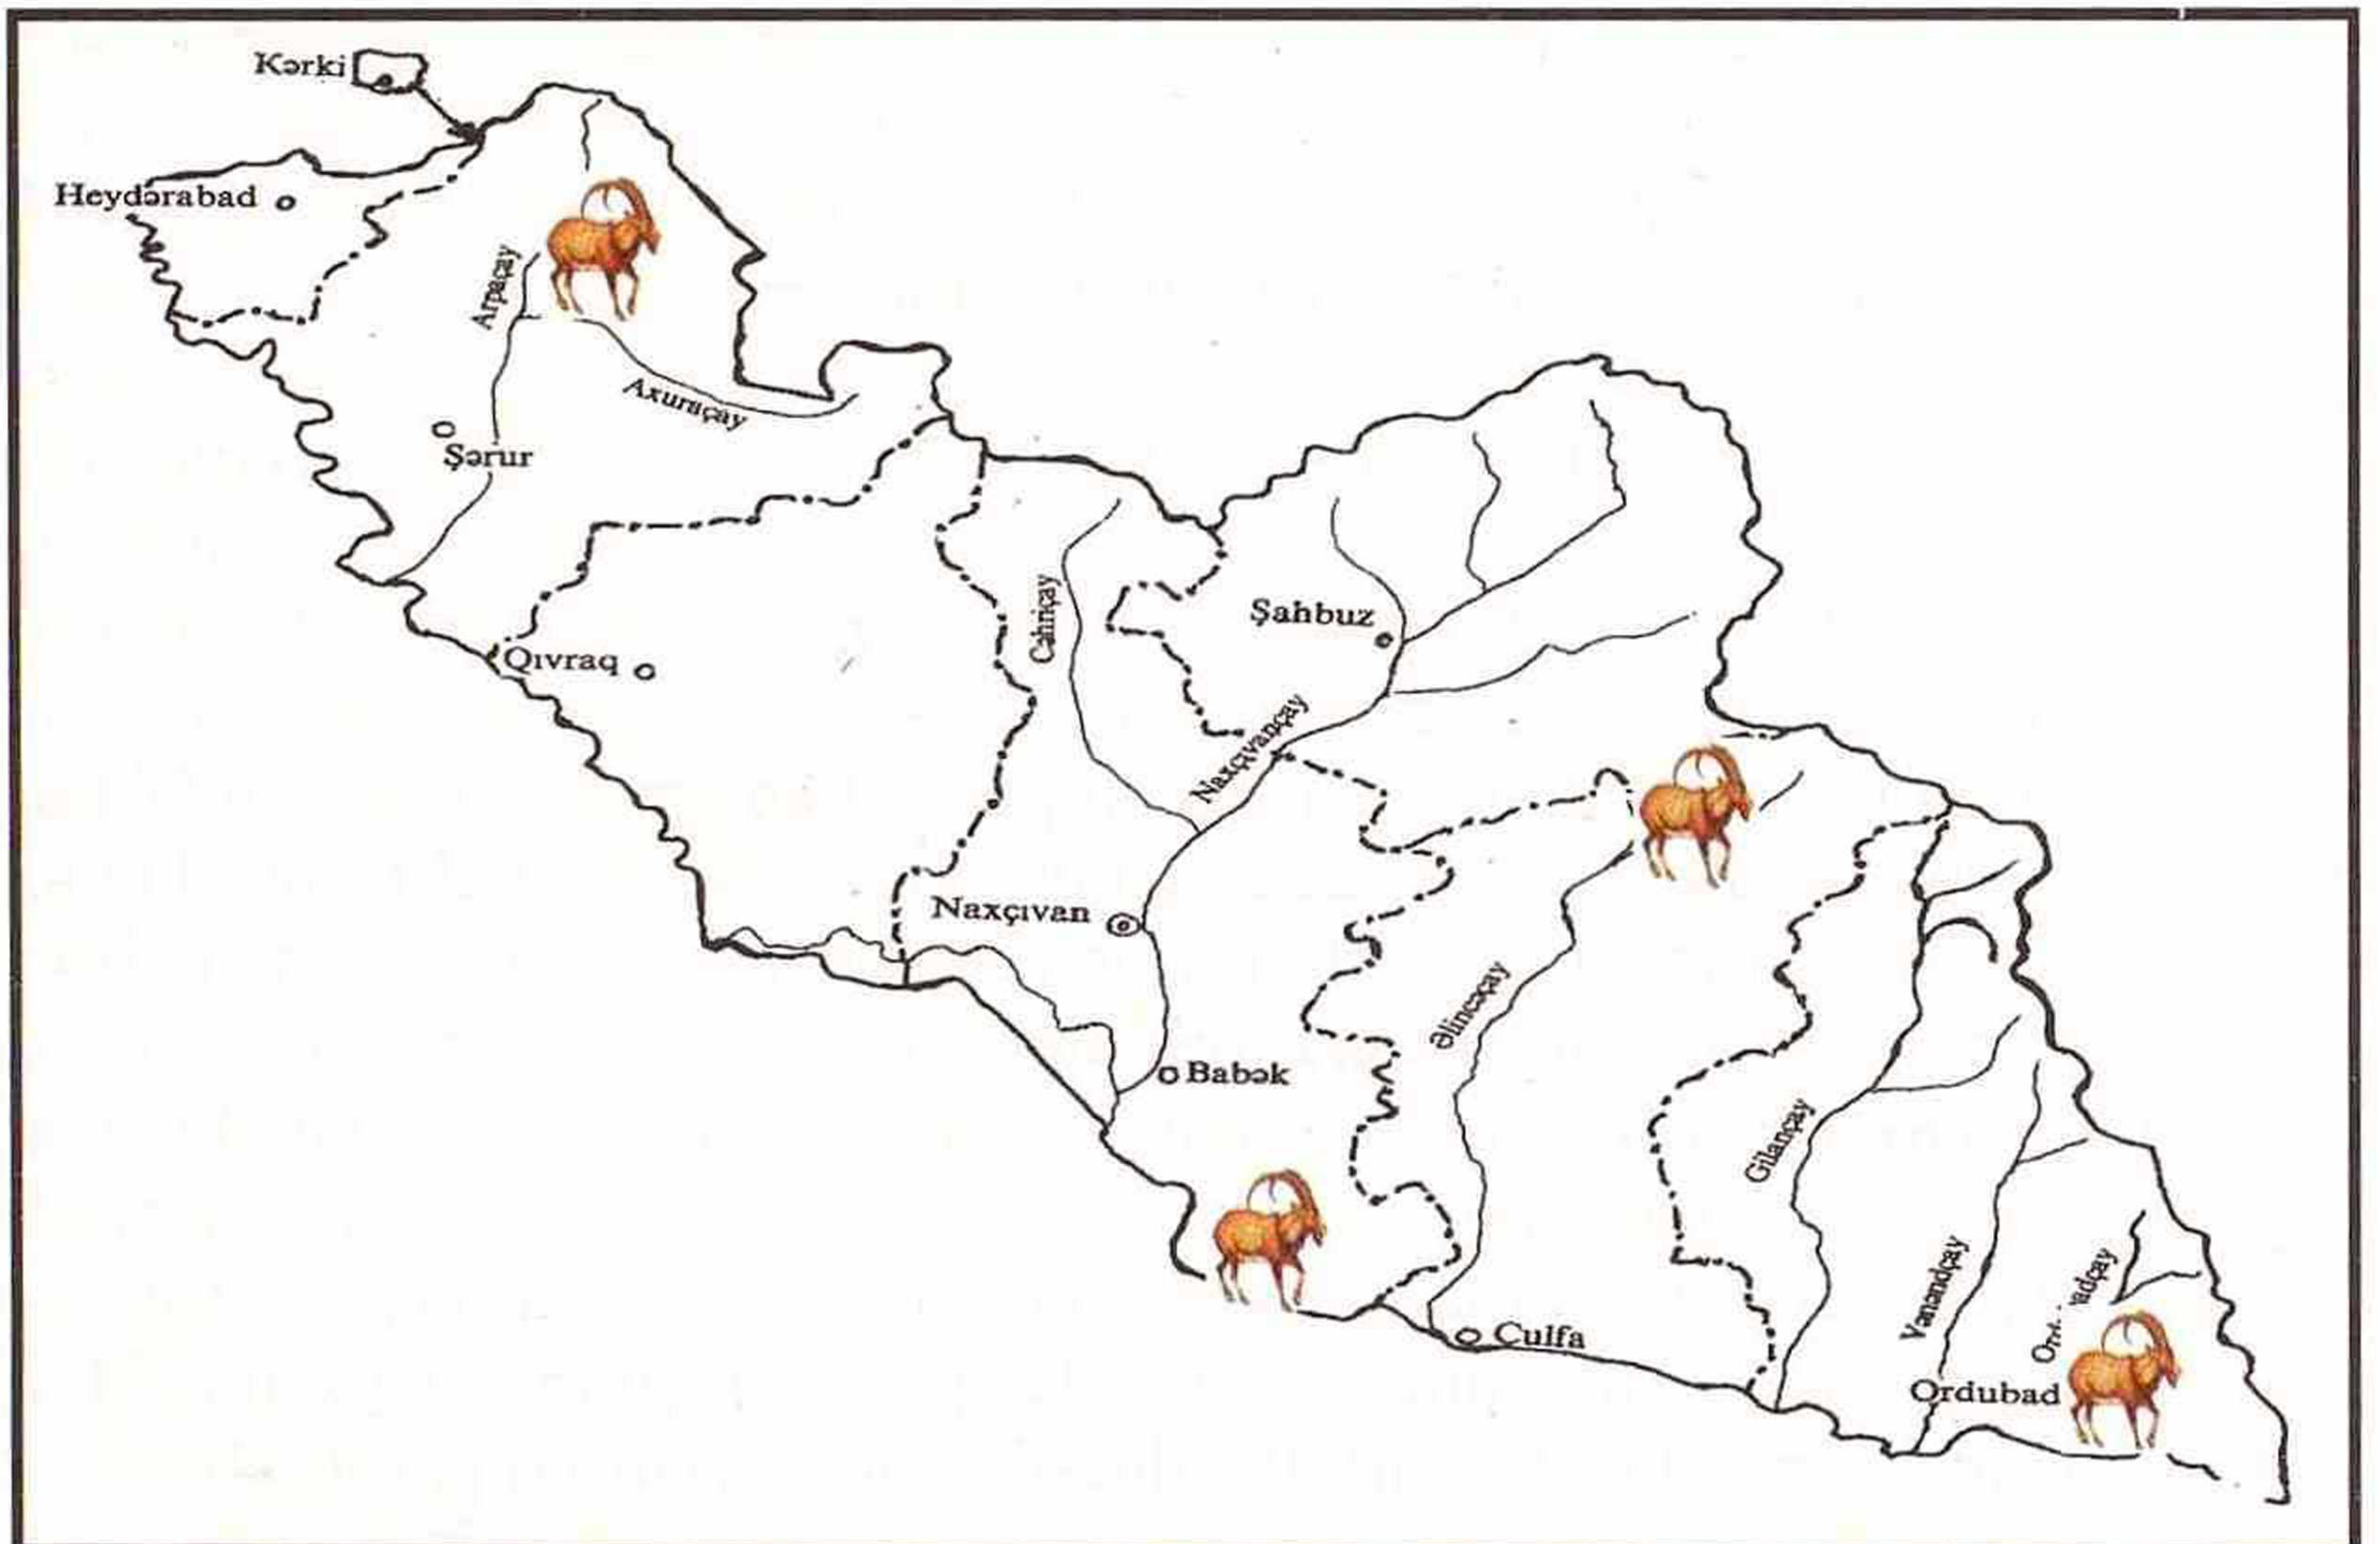 Kərki
Heydərabad
Arpaçay
Axuraçay
Şərur
Qıvraq
Cəhriçay
Şahbuz
Naxçıvançay
Naxçıvan
Əlincəçay
Babək
Gilançay
Vənəndçay
Culfa
Ordubad